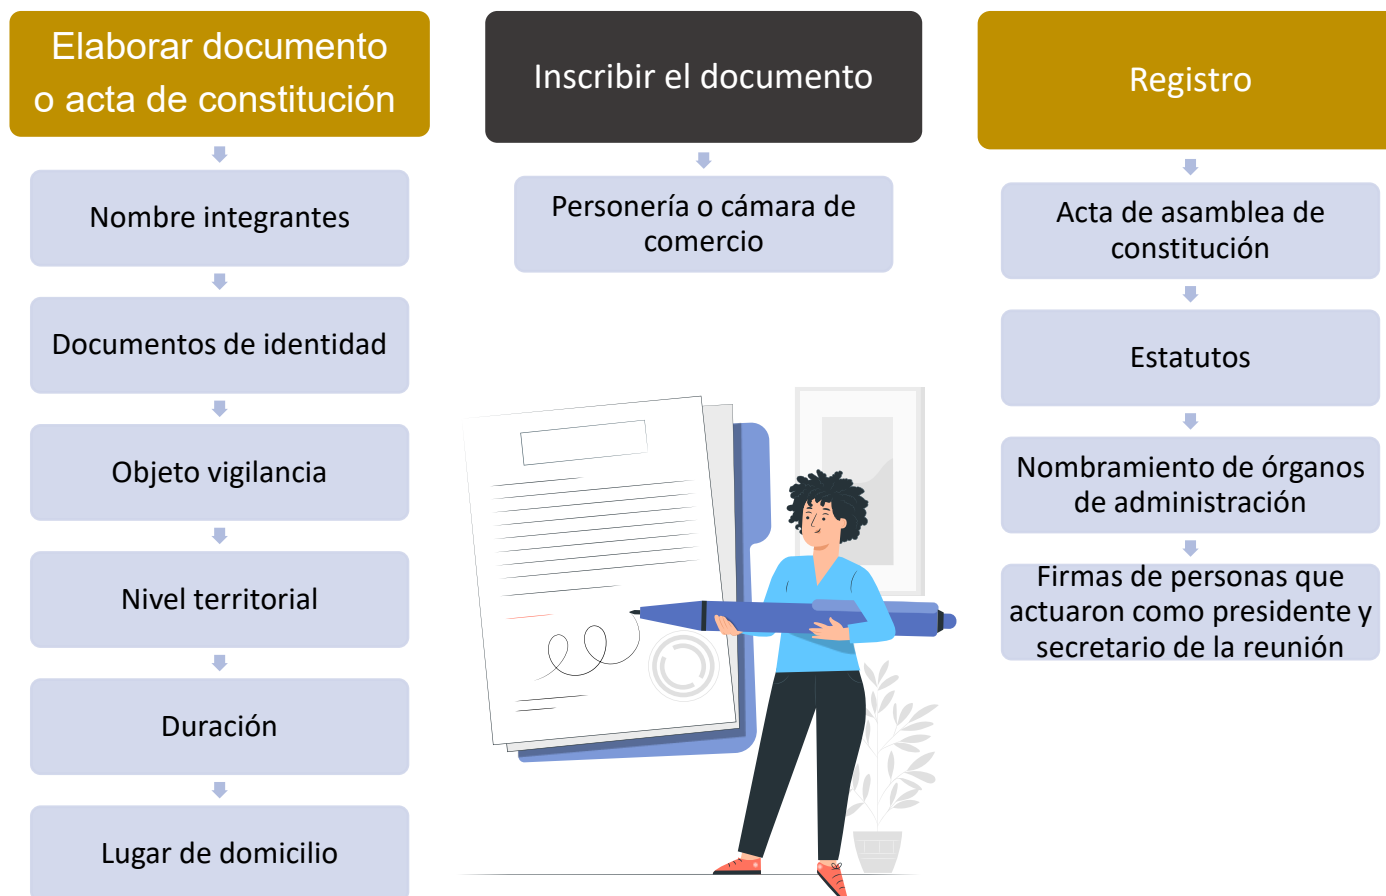 Elaborar documento
o acta de constitución
Nombre integrantes
Documentos de identidad
Objeto vigilancia
Nivel territorial
Duración
Lugar de domicilio
Inscribir el documento
Personería o cámara de
comercio
Registro
Acta de asamblea de
constitución
Estatutos
Nombramiento de órganos
de administración
Firmas de personas que
actuaron como presidente y
secretario de la reunión